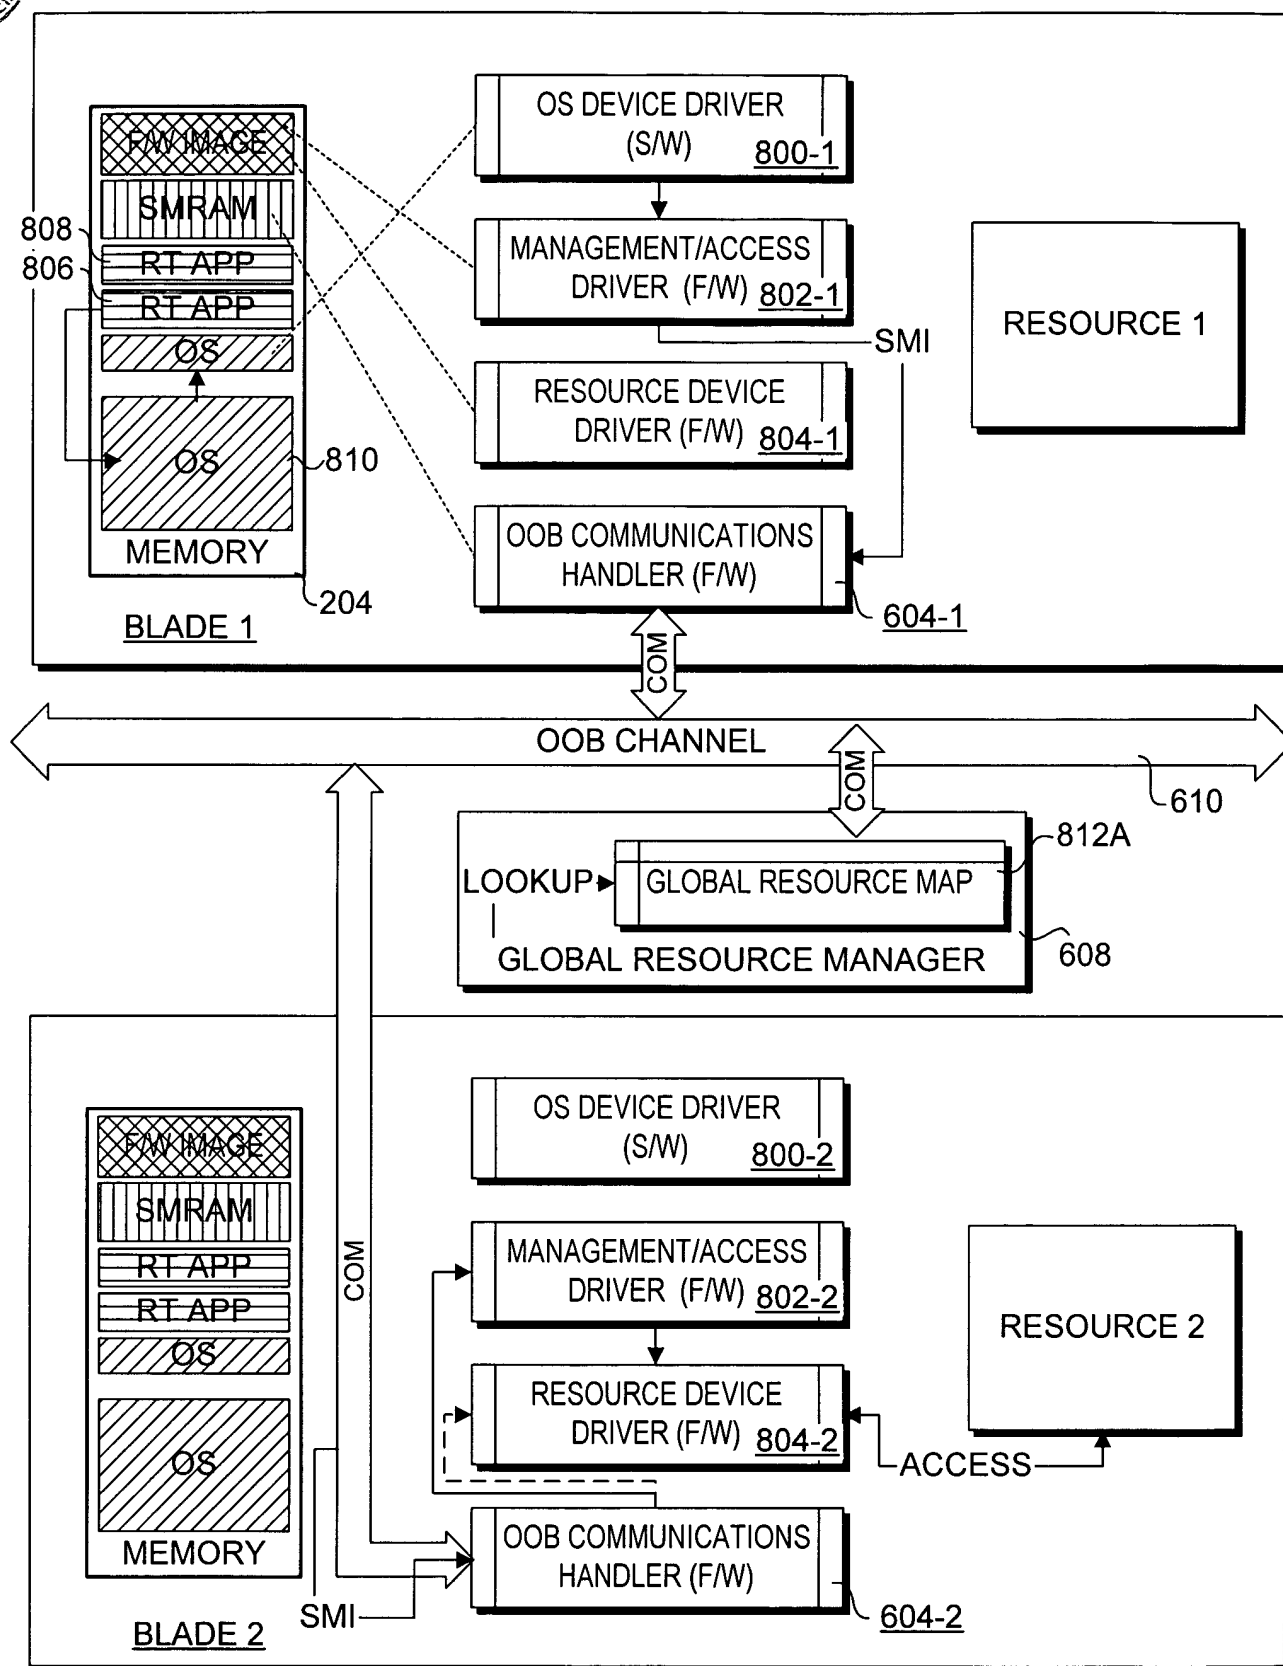 OS DEVICE DRIVER
(S/W) 800-1
F/W IMAGE
SMRAM
808
RT APP
806
RT APP
OS
OS
810
MEMORY
204
BLADE 1
MANAGEMENT/ACCESS
DRIVER (F/W) 802-1
SMI
RESOURCE DEVICE
DRIVER (F/W) 804-1
OOB COMMUNICATIONS
HANDLER (F/W)
604-1
RESOURCE 1
COM
OOB CHANNEL
COM
610
812A
LOOKUP
GLOBAL RESOURCE MAP
GLOBAL RESOURCE MANAGER
608
COM
OS DEVICE DRIVER
(S/W) 800-2
F/W IMAGE
SMRAM
RT APP
RT APP
OS
OS
MEMORY
BLADE 2
MANAGEMENT/ACCESS
DRIVER (F/W) 802-2
RESOURCE DEVICE
DRIVER (F/W) 804-2
ACCESS
RESOURCE 2
OOB COMMUNICATIONS
HANDLER (F/W)
604-2
SMI